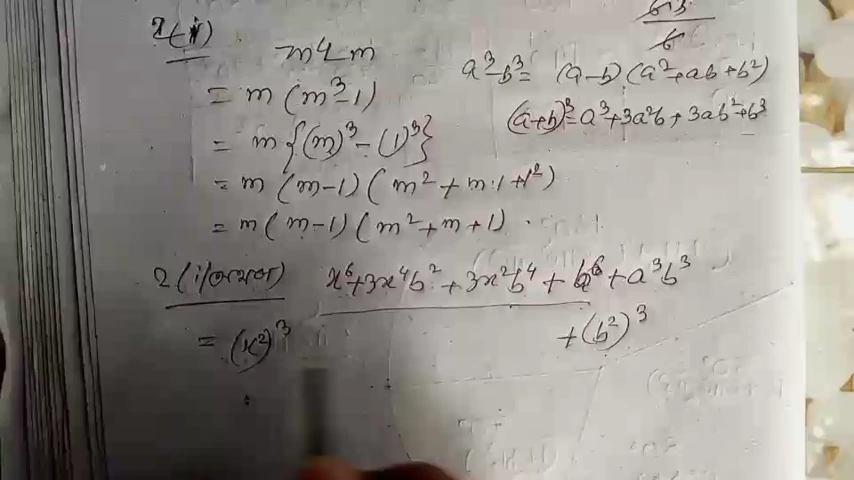 2(i)
m4-m
a³-b³= (a-b) (a²+ab+b²)
= m (m³-1)
(a+b)³=a³+3a²b+3ab²+b³
= m {(m)³-(1)³}
= m (m-1) (m²+m.1+1²)
= m (m-1) (m²+m+1).
2 (i/अथवा) x⁶+3x⁴b²+3x²b⁴+b⁶+a³b³
= (x²)³ +(b²)³